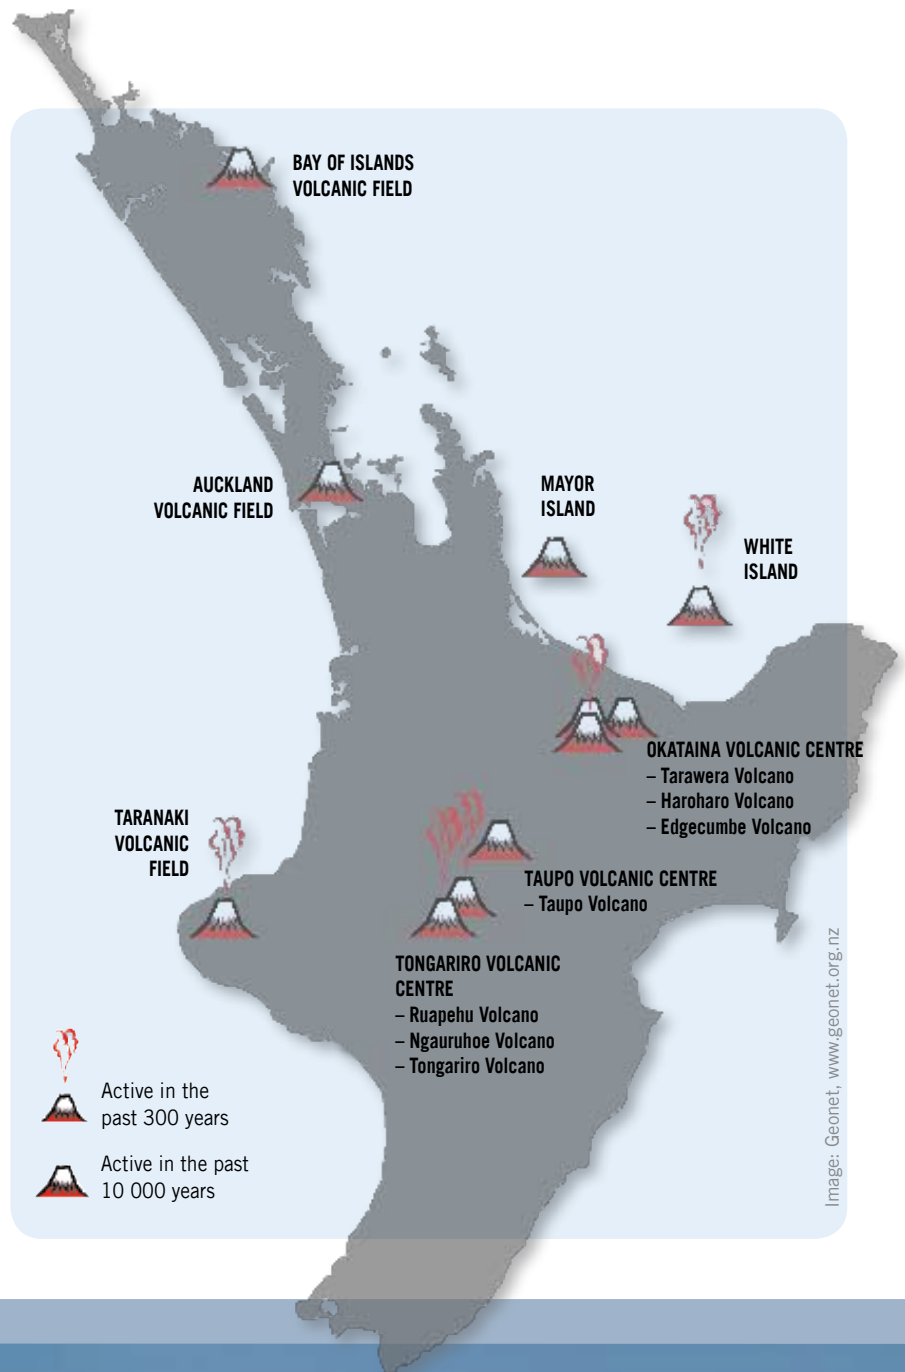 BAY OF ISLANDS
VOLCANIC FIELD
AUCKLAND
VOLCANIC FIELD
MAYOR
ISLAND
WHITE
ISLAND
OKATAINA VOLCANIC CENTRE
– Tarawera Volcano
– Haroharo Volcano
– Edgecumbe Volcano
TARANAKI
VOLCANIC
FIELD
TAUPO VOLCANIC CENTRE
– Taupo Volcano
TONGARIRO VOLCANIC
CENTRE
– Ruapehu Volcano
– Ngauruhoe Volcano
– Tongariro Volcano
Active in the
past 300 years
Active in the past
10 000 years
Image: Geonet, www.geonet.org.nz